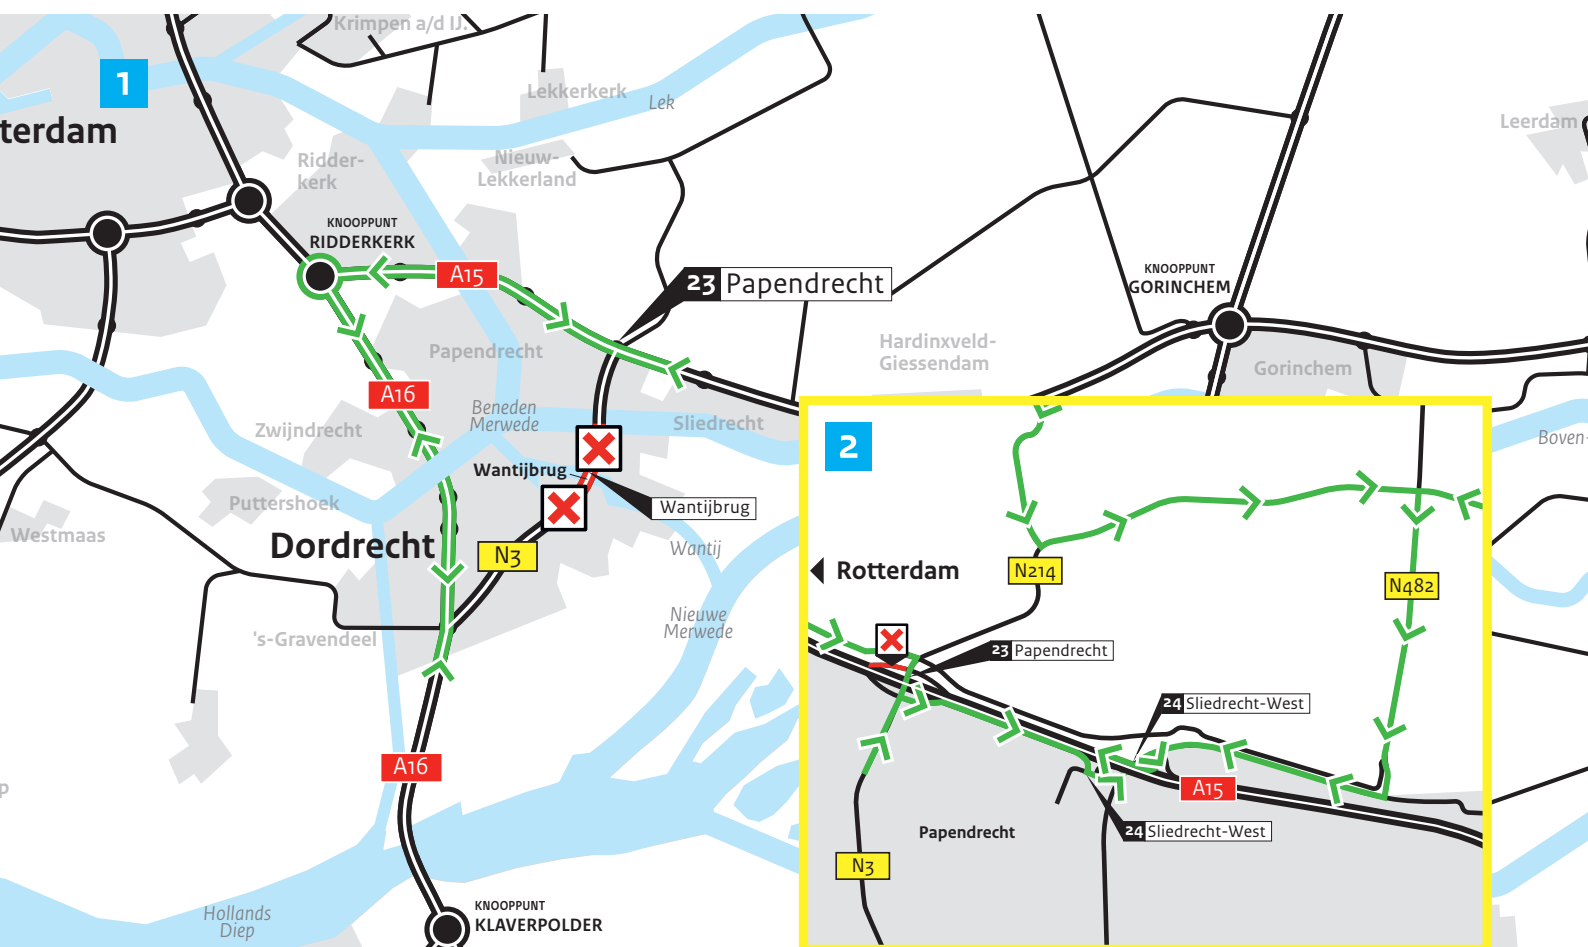 Krimpen a/d IJ.
1
terdam
Lekkerkerk
Lek
Leerdam
Ridder-
kerk
Nieuw-
Lekkerland
KNOOPPUNT
RIDDERKERK
A15
23 Papendrecht
KNOOPPUNT
GORINCHEM
Papendrecht
Hardinxveld-
Giessendam
Gorinchem
A16
Beneden
Merwede
Sliedrecht
Zwijndrecht
Boven-
Wantijbrug
Wantijbrug
Puttershoek
Westmaas
Dordrecht
N3
Wantij
's-Gravendeel
Nieuwe
Merwede
A16
p
KNOOPPUNT
KLAVERPOLDER
Hollands
Diep
2
Rotterdam
N214
N482
23 Papendrecht
24 Sliedrecht-West
A15
24 Sliedrecht-West
Papendrecht
N3